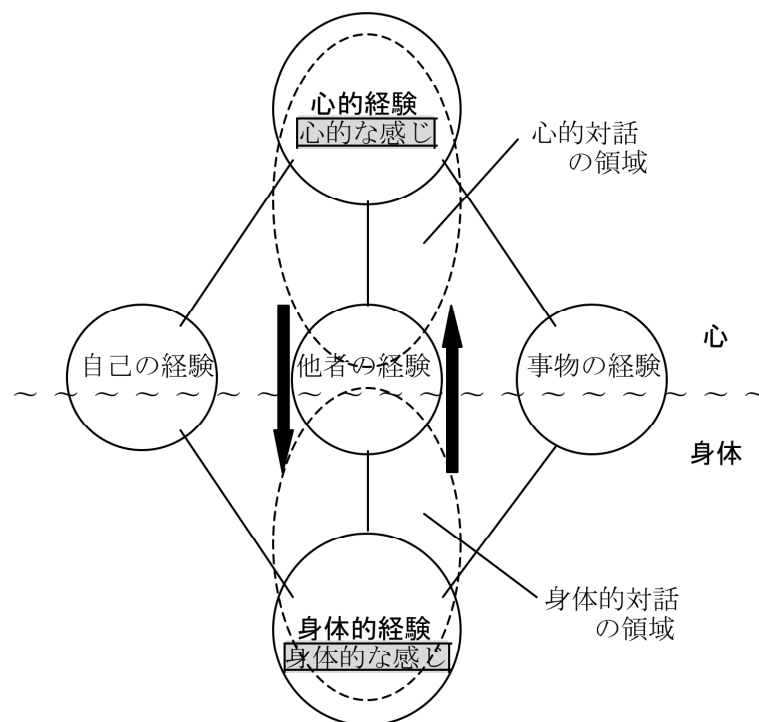 心的経験
心的な感じ
心的対話
の領域
自己の経験
他者の経験
事物の経験
心
身体
身体的対話
の領域
身体的経験
身体的な感じ